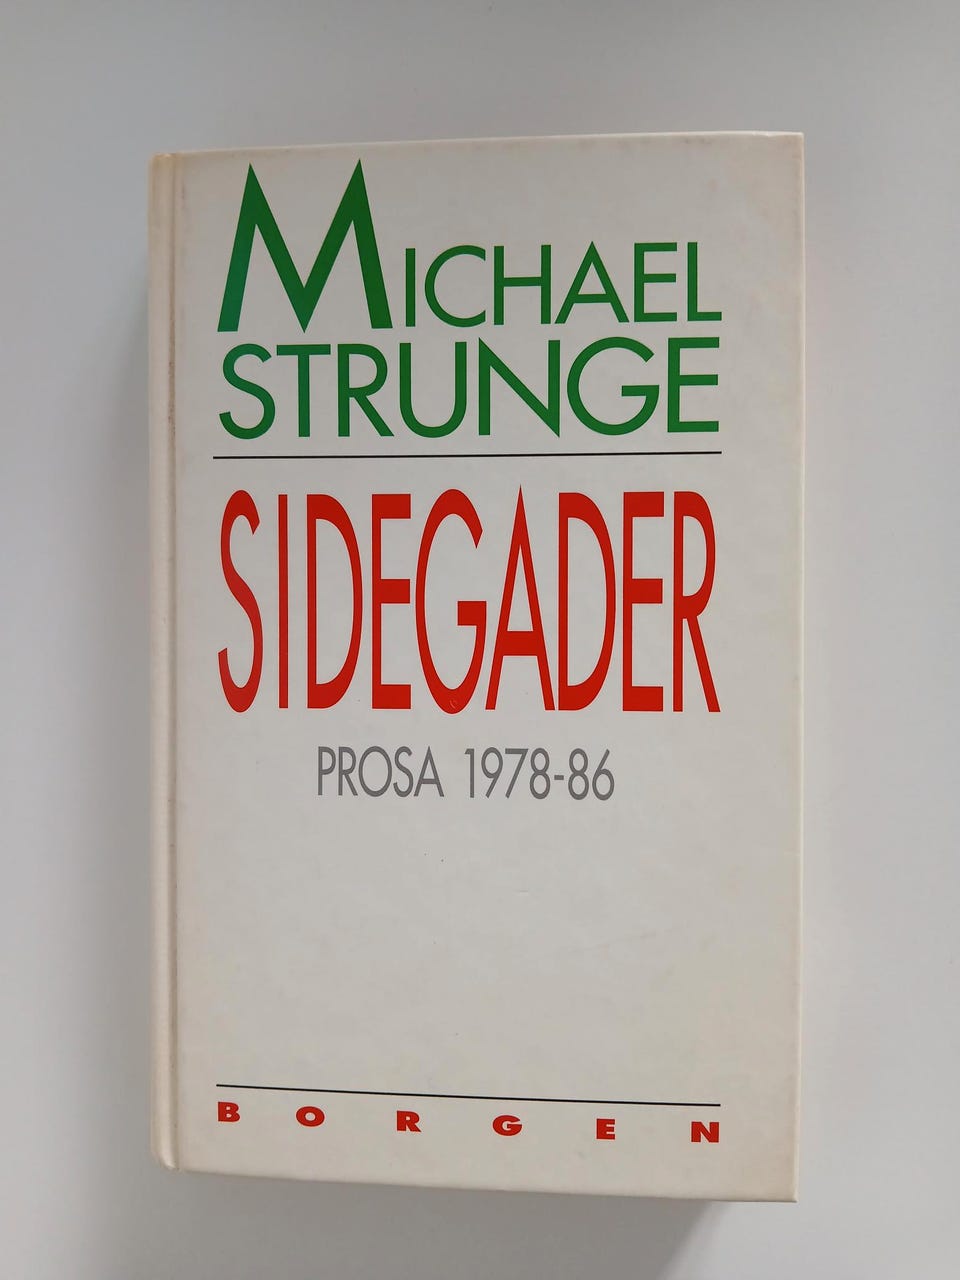 MICHAEL
STRUNGE
SIDEGADER
PROSA 1978-86
BORGEN